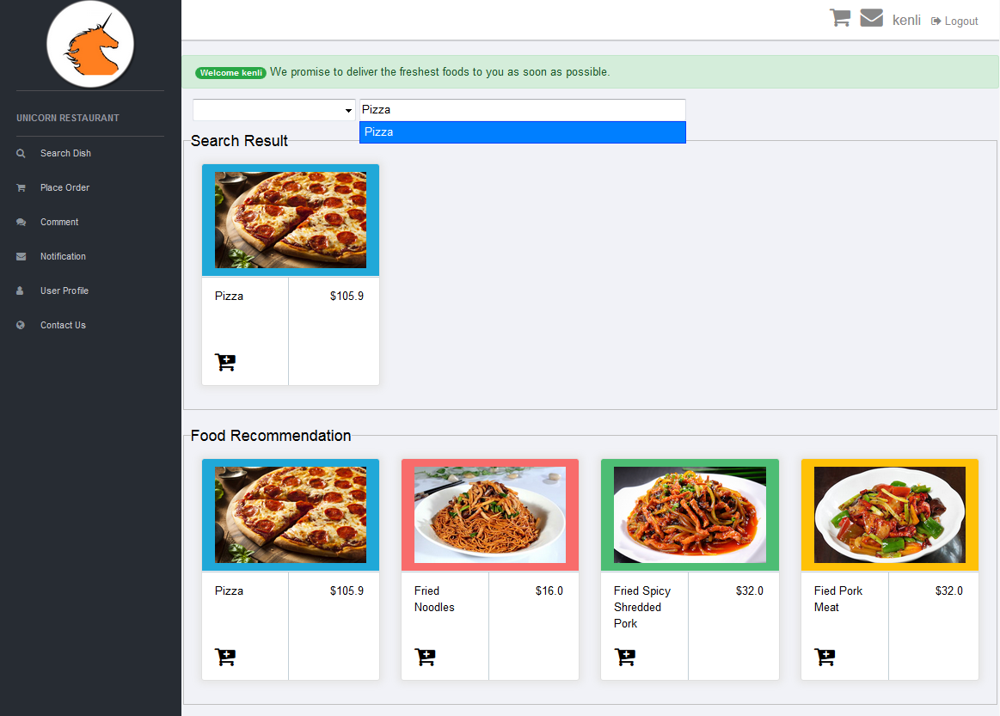 kenli Logout
UNICORN RESTAURANT
Search Dish
Place Order
Comment
Notification
User Profile
Contact Us
Welcome kenli We promise to deliver the freshest foods to you as soon as possible.
Pizza
Pizza
Search Result
Pizza $105.9
Food Recommendation
Pizza $105.9
Fried Noodles $16.0
Fried Spicy Shredded Pork $32.0
Fied Pork Meat $32.0